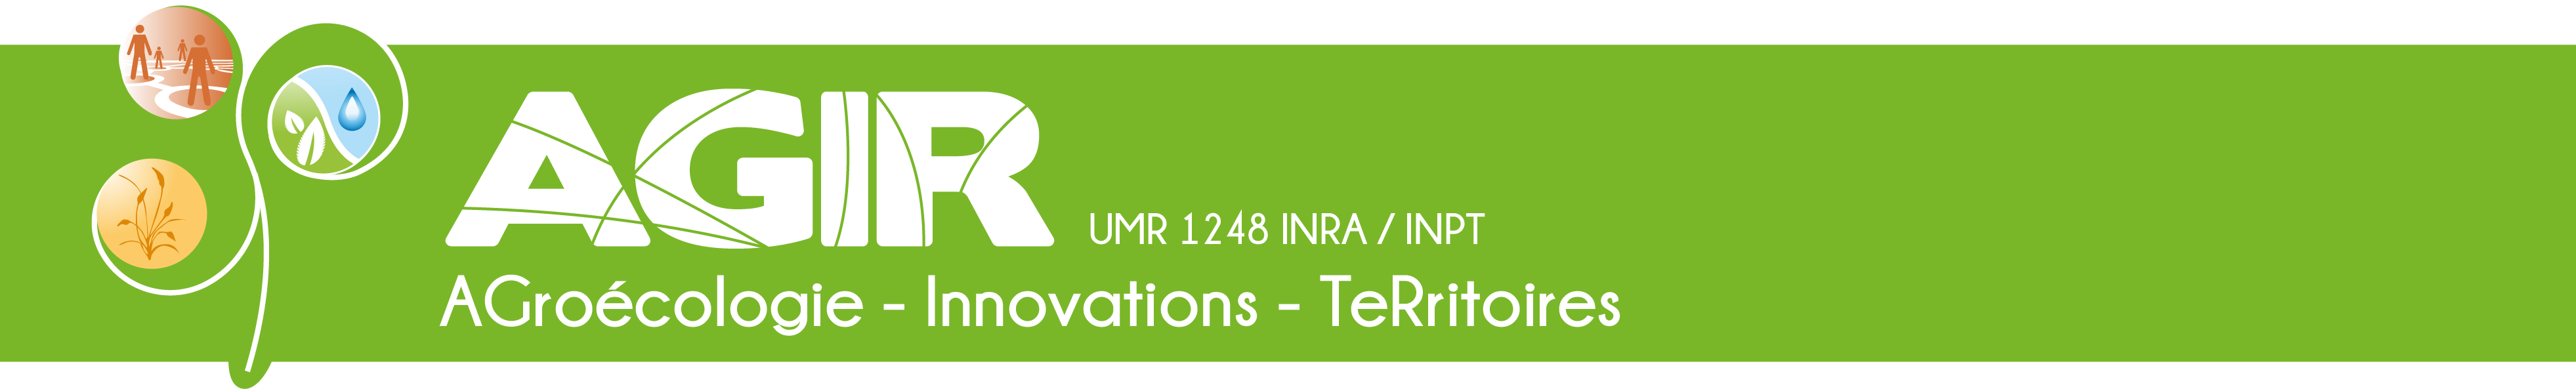 AGIR UMR 1248 INRA / INPT
AGroécologie - Innovations - TeRritoires